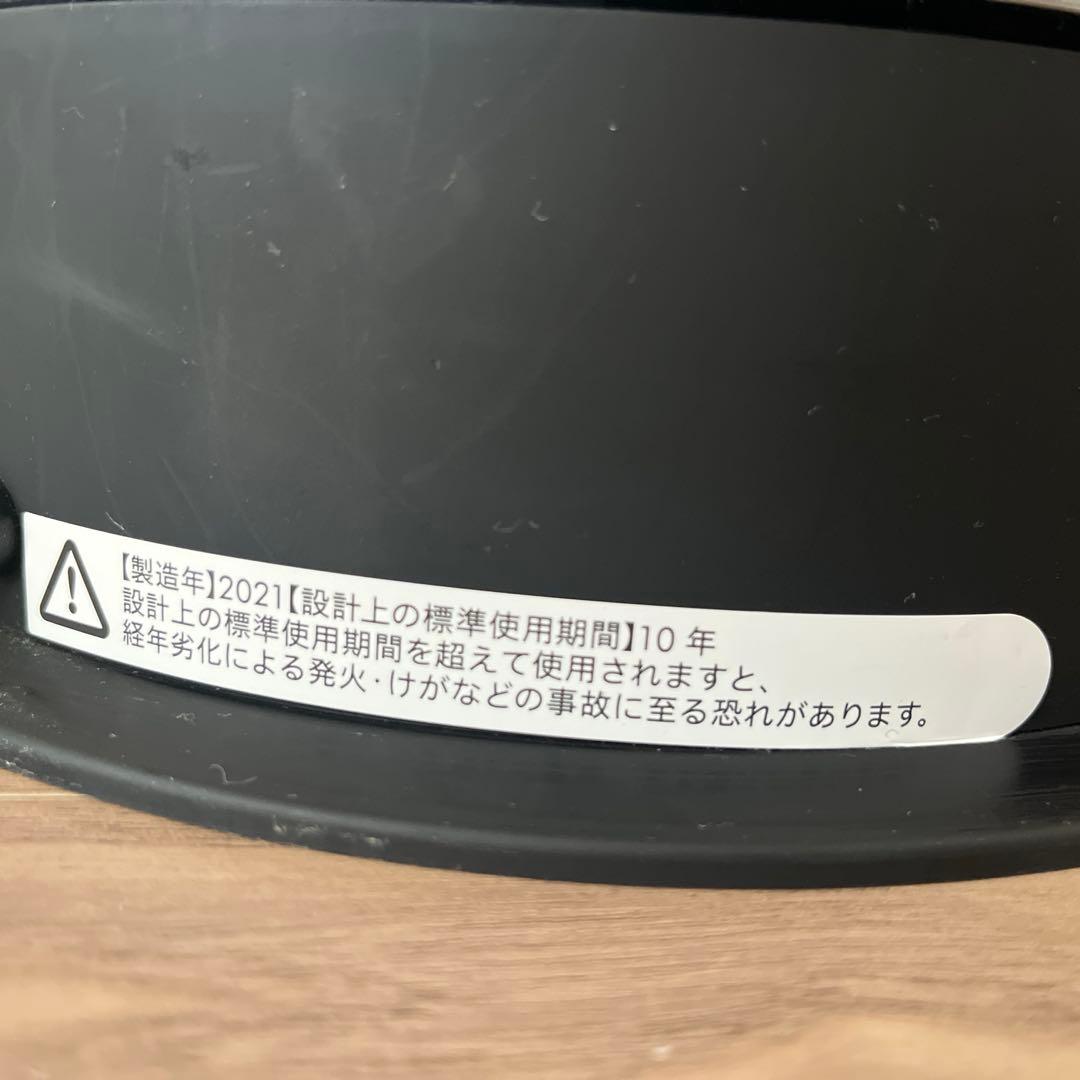 【製造年】2021【設計上の標準使用期間】10 年
設計上の標準使用期間を超えて使用されますと、
経年劣化による発火・けがなどの事故に至る恐れがあります。